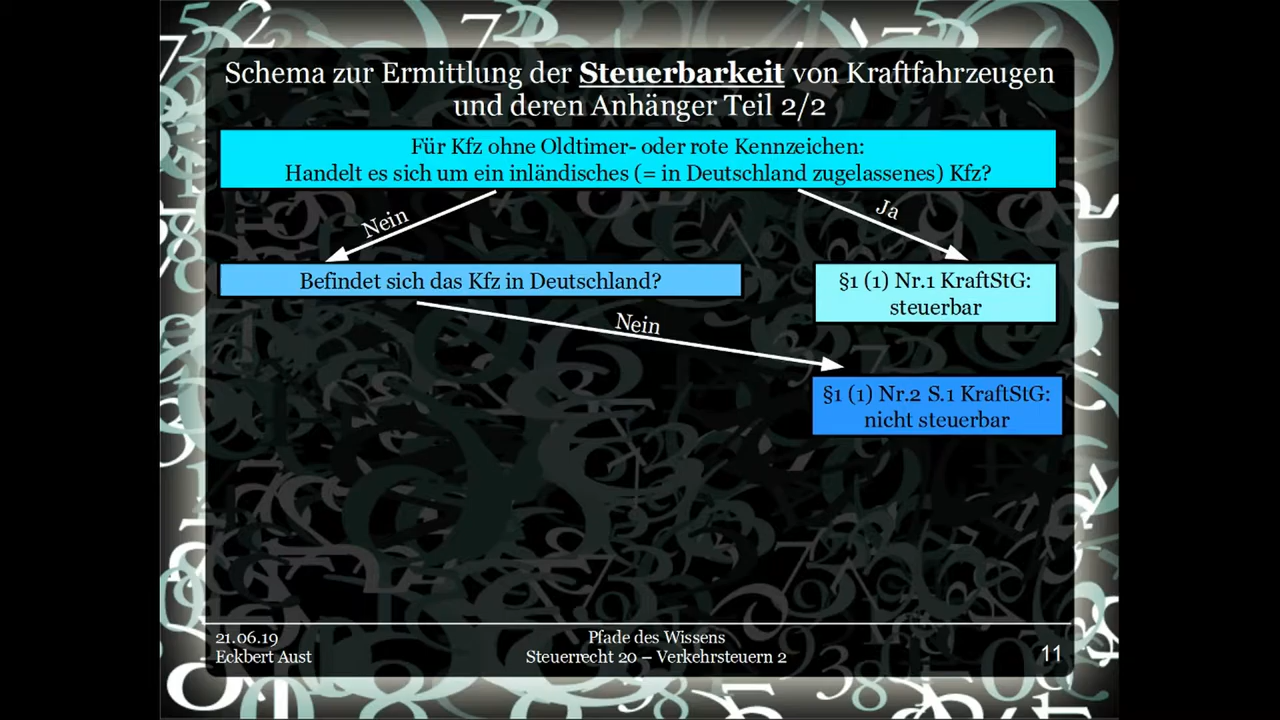 Schema zur Ermittlung der Steuerbarkeit von Kraftfahrzeugen
und deren Anhänger Teil 2/2
Für Kfz ohne Oldtimer- oder rote Kennzeichen:
Handelt es sich um ein inländisches (= in Deutschland zugelassenes) Kfz?
Nein
Ja
Befindet sich das Kfz in Deutschland?
§1 (1) Nr.1 KraftStG:
steuerbar
Nein
§1 (1) Nr.2 S.1 KraftStG:
nicht steuerbar
21.06.19
Eckbert Aust
Pfade des Wissens
Steuerrecht 20 – Verkehrsteuern 2
11